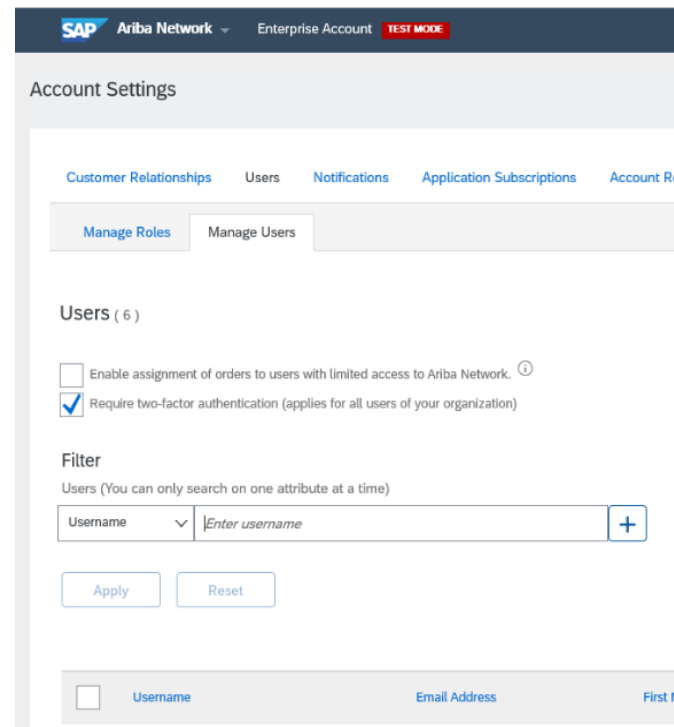 SAP Ariba Network Enterprise Account TEST MODE
Account Settings
Customer Relationships Users Notifications Application Subscriptions Account
Manage Roles Manage Users
Users ( 6 )
Enable assignment of orders to users with limited access to Ariba Network.
Require two-factor authentication (applies for all users of your organization)
Filter
Users (You can only search on one attribute at a time)
Username Enter username +
Apply Reset
Username Email Address First